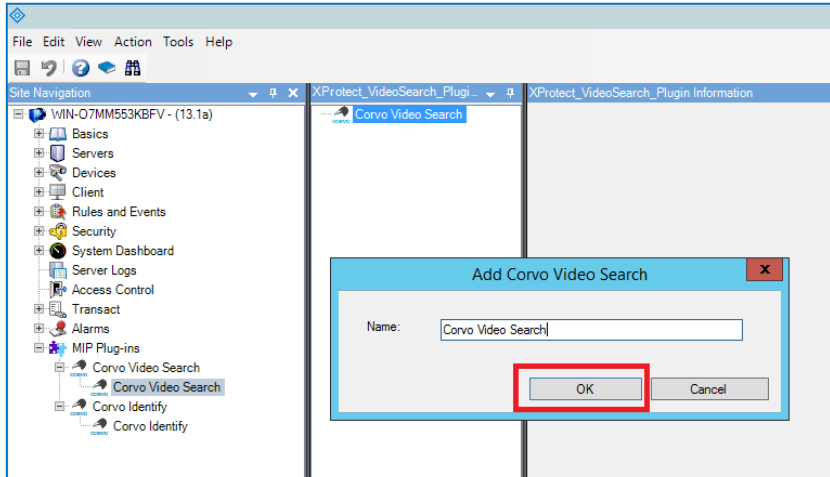 File Edit View Action Tools Help
Site Navigation
XProtect_VideoSearch_Plugi...
XProtect_VideoSearch_Plugin Information
WIN-O7MM553KBFV - (13.1a)
Basics
Servers
Devices
Client
Rules and Events
Security
System Dashboard
Server Logs
Access Control
Transact
Alarms
MIP Plug-ins
Corvo Video Search
Corvo Video Search
Corvo Identify
Corvo Identify
Corvo Video Search
Add Corvo Video Search
x
Name:
Corvo Video Search
OK
Cancel